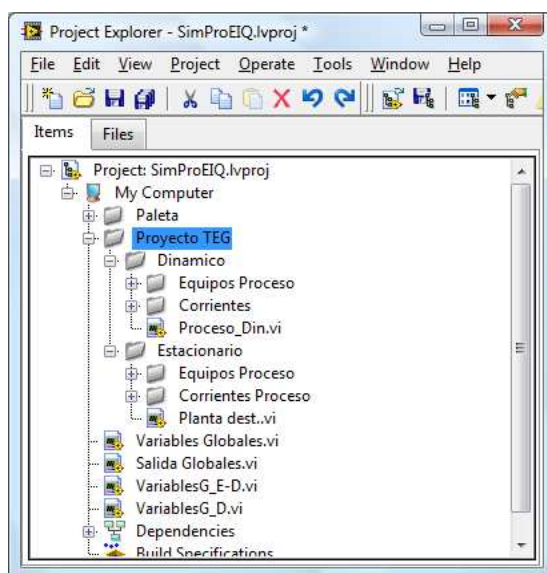 Project Explorer - SimProEIQ.lvproj *
File Edit View Project Operate Tools Window Help
Items Files
Project: SimProEIQ.lvproj
My Computer
Paleta
Proyecto TEG
Dinamico
Equipos Proceso
Corrientes
Proceso_Din.vi
Estacionario
Equipos Proceso
Corrientes Proceso
Planta dest..vi
Variables Globales.vi
Salida Globales.vi
VariablesG_E-D.vi
VariablesG_D.vi
Dependencies
Build Specifications